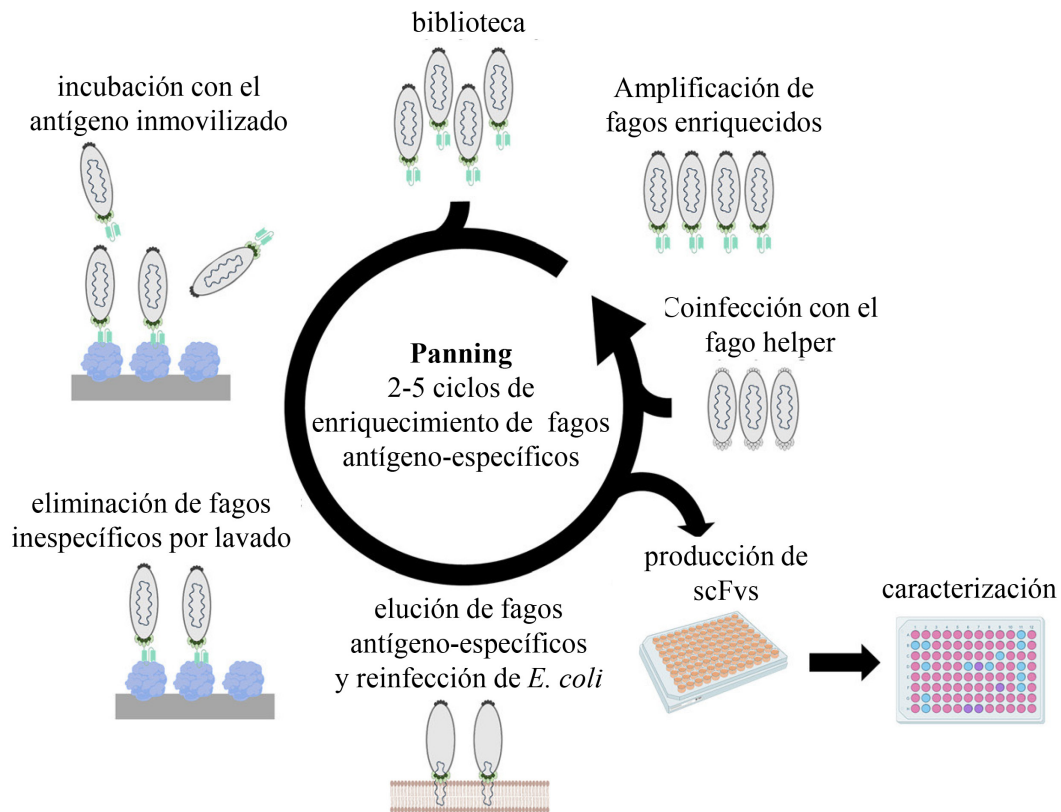 biblioteca
incubación con el
antígeno inmovilizado
Amplificación de
fagos enriquecidos
Coinfección con el
fago helper
Panning
2-5 ciclos de
enriquecimiento de fagos
antígeno-específicos
eliminación de fagos
inespecíficos por lavado
elución de fagos
antígeno-específicos
y reinfección de E. coli
producción de
scFvs
caracterización